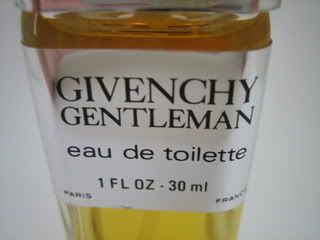 GIVENCHY
GENTLEMAN
eau de toilette
1 FL OZ - 30 ml
PARIS FRANCE